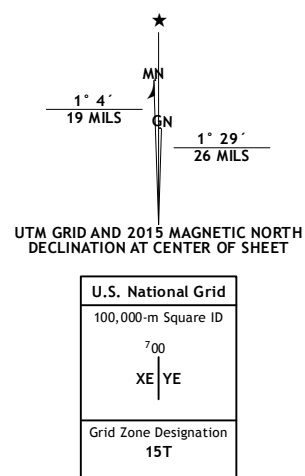 MN
1° 4´
19 MILS
GN
1° 29´
26 MILS
UTM GRID AND 2015 MAGNETIC NORTH
DECLINATION AT CENTER OF SHEET
U.S. National Grid
100,000-m Square ID
700
XE YE
Grid Zone Designation
15T